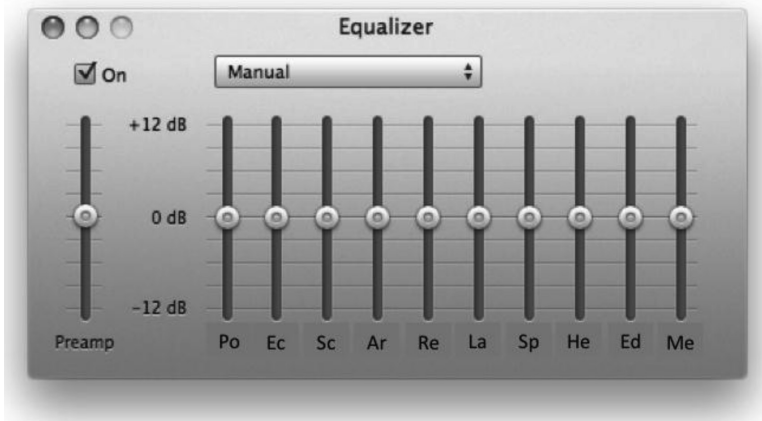 Equalizer
On Manual
+12 dB
0 dB
-12 dB
Preamp Po Ec Sc Ar Re La Sp He Ed Me